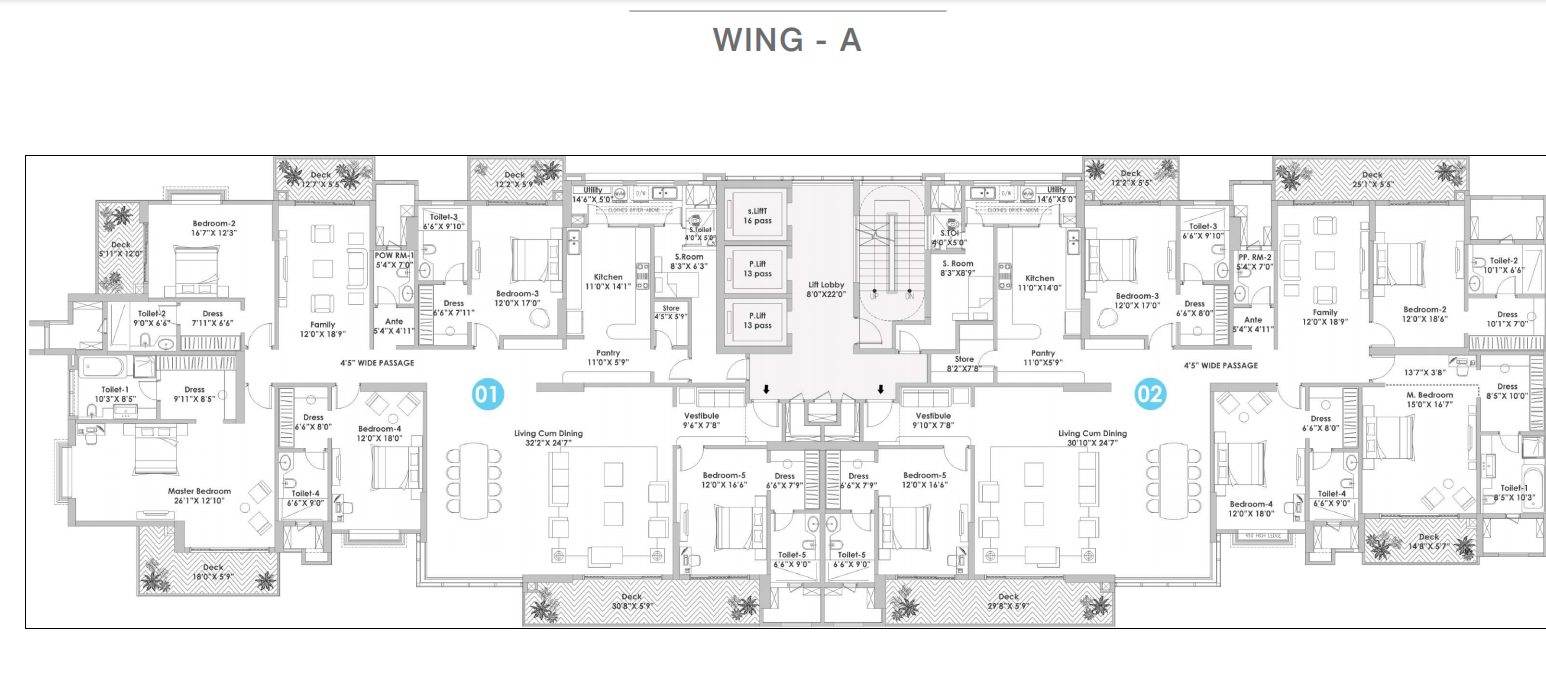 WING - A
Deck
12'7"X 5'5"
Deck
12'2"X 5'9"
Bedroom-2
16'7"X 12'3"
Deck
5'11"X 12'0"
Toilet-3
6'6"X 9'10"
POW RM-1
5'4"X 7'0"
Utility
14'6"X 5'0"
W/M
D/W
CLOTHES DRYER ABOVE
S.Toilet
4'0"X 5'0"
S.Room
8'3"X 6'3"
Kitchen
11'0"X 14'1"
Bedroom-3
12'0"X 17'0"
Dress
6'6"X 7'11"
Store
4'5"X 5'9"
Toilet-2
9'0"X 6'6"
Dress
7'11"X 6'6"
Family
12'0"X 18'9"
Ante
5'4"X 4'11"
Pantry
11'0"X 5'9"
4'5" WIDE PASSAGE
Toilet-1
10'3"X 8'5"
Dress
9'11"X 8'5"
Dress
6'6"X 8'0"
Bedroom-4
12'0"X 18'0"
01
Living Cum Dining
32'2"X 24'7"
Vestibule
9'6"X 7'8"
Master Bedroom
26'1"X 12'10"
Toilet-4
6'6"X 9'0"
Bedroom-5
12'0"X 16'6"
Dress
6'6"X 7'9"
Toilet-5
6'6"X 9'0"
Deck
18'0"X 5'9"
Deck
30'8"X 5'9"
s.LIFT
16 pass
P.Lift
13 pass
P.Lift
13 pass
Lift Lobby
8'0"X22'0"
Deck
12'2"X 5'5"
Deck
25'1"X 5'5"
D/W
W/M
Utility
14'6"X5'0"
CLOTHES DRYER ABOVE
S.TOI
4'0"X5'0"
S. Room
8'3"X8'9"
Kitchen
11'0"X14'0"
Toilet-3
6'6"X 9'10"
PP. RM-2
5'4"X 7'0"
Bedroom-3
12'0"X 17'0"
Dress
6'6"X 8'0"
Ante
5'4"X 4'11"
Family
12'0"X 18'9"
Bedroom-2
12'0"X 18'6"
Toilet-2
10'1"X 6'6"
Dress
10'1"X 7'0"
Store
8'2"X7'8"
Pantry
11'0"X5'9"
4'5" WIDE PASSAGE
13'7"X 3'8"
Dress
8'5"X 10'0"
M. Bedroom
15'0"X 16'7"
02
Vestibule
9'10"X 7'8"
Living Cum Dining
30'10"X 24'7"
Dress
6'6"X 8'0"
Bedroom-4
12'0"X 18'0"
Toilet-4
6'6"X 9'0"
Toilet-1
8'5"X 10'3"
Dress
6'6"X 7'9"
Bedroom-5
12'0"X 16'6"
Toilet-5
6'6"X 9'0"
Deck
14'8"X 5'7"
Deck
29'8"X 5'9"